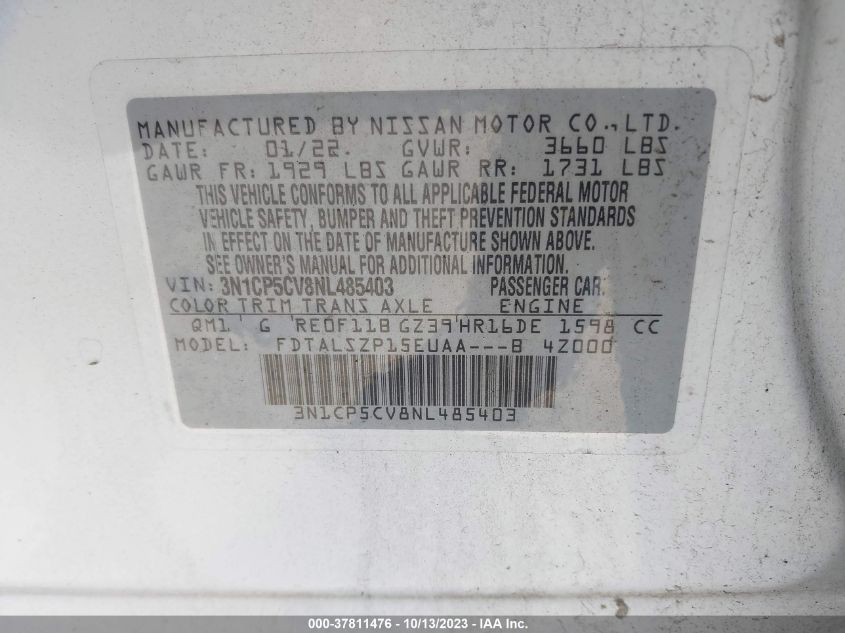 MANUFACTURED BY NISSAN MOTOR CO., LTD.
DATE: 01/22. GVWR: 3660 LBS
GAWR FR: 1929 LBS GAWR RR: 1731 LBS
THIS VEHICLE CONFORMS TO ALL APPLICABLE FEDERAL MOTOR
VEHICLE SAFETY, BUMPER AND THEFT PREVENTION STANDARDS
IN EFFECT ON THE DATE OF MANUFACTURE SHOWN ABOVE.
SEE OWNER'S MANUAL FOR ADDITIONAL INFORMATION.
VIN: 3N1CP5CV8NL485403 PASSENGER CAR.
COLOR TRIM TRANS AXLE ENGINE
QM1 G RE0F11B GZ39 HR16DE 1598 CC
MODEL: FDTALSZP15EUAA---B 4Z000
3N1CP5CV8NL485403
000-37811476 - 10/13/2023 - IAA Inc.